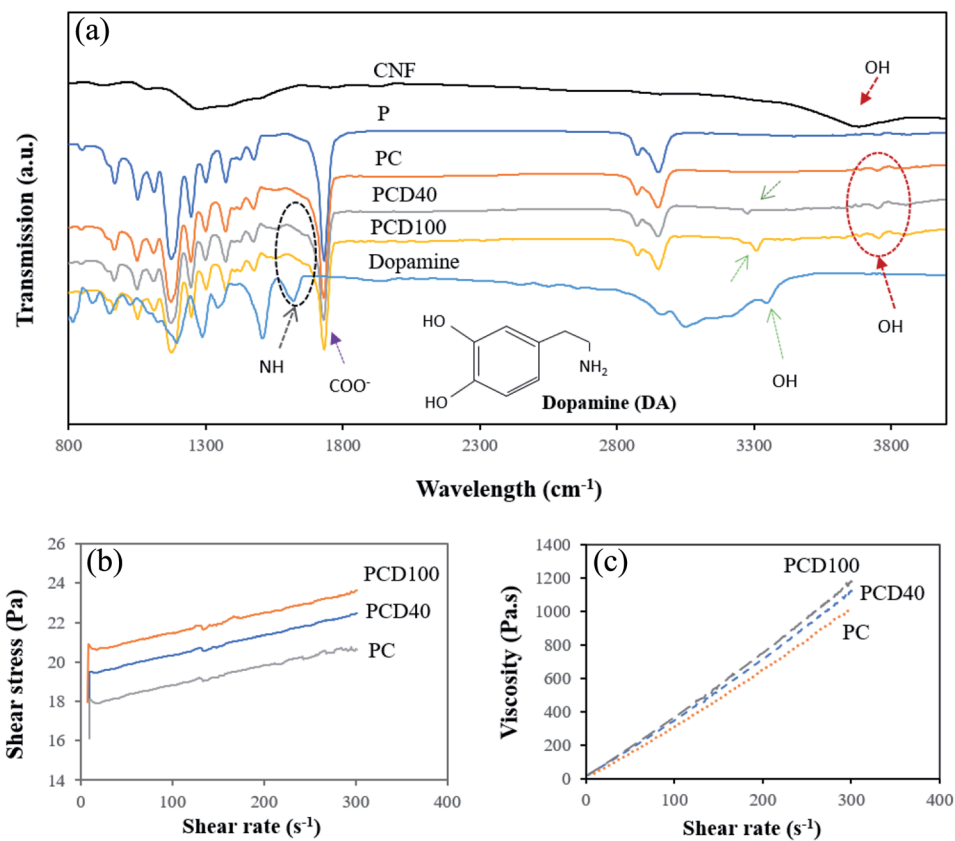 (a)
CNF
OH
P
PC
PCD40
PCD100
Dopamine
Transmission (a.u.)
NH
COO-
HO
HO
NH2
Dopamine (DA)
OH
OH
800 1300 1800 2300 2800 3300 3800
Wavelength (cm-1)
(b)
26
24
22
20
18
16
14
Shear stress (Pa)
PCD100
PCD40
PC
0 100 200 300 400
Shear rate (s-1)
(c)
1400
1200
1000
800
600
400
200
0
Viscosity (Pa.s)
PCD100
PCD40
PC
0 100 200 300 400
Shear rate (s-1)